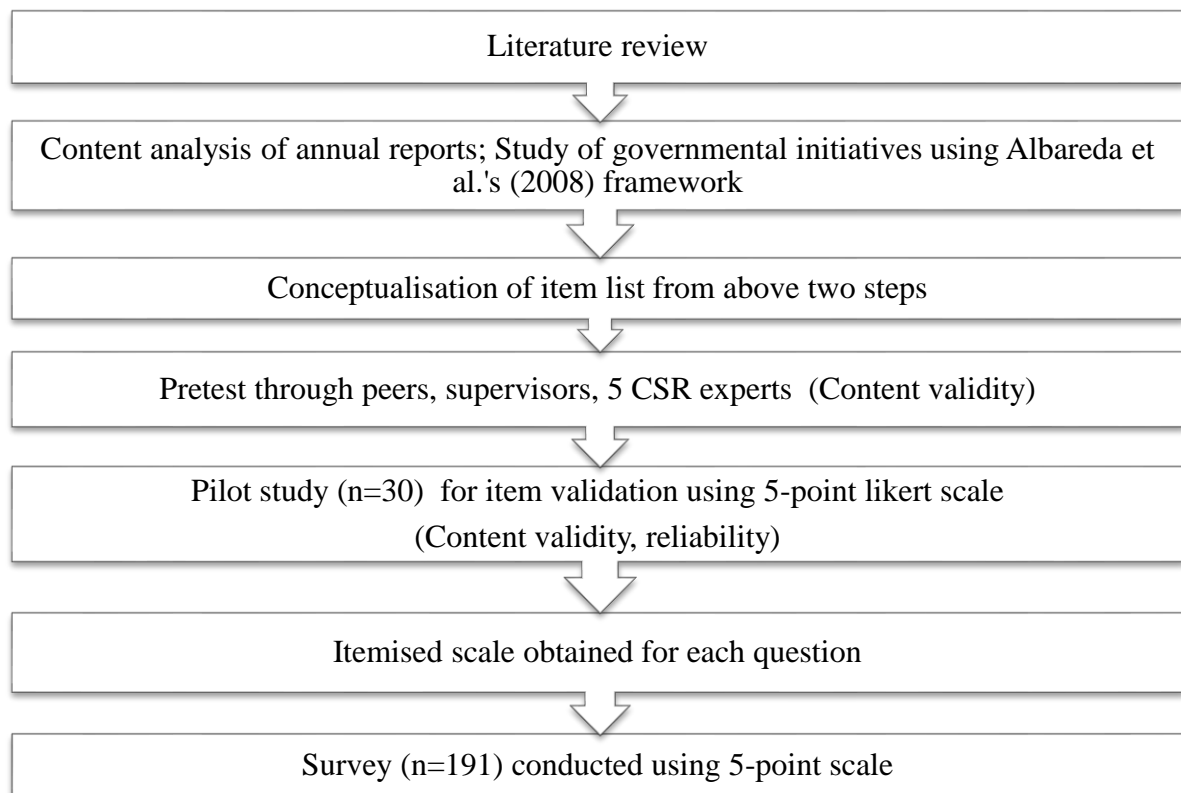 Literature review
Content analysis of annual reports; Study of governmental initiatives using Albareda et
al.'s (2008) framework
Conceptualisation of item list from above two steps
Pretest through peers, supervisors, 5 CSR experts (Content validity)
Pilot study (n=30) for item validation using 5-point likert scale
(Content validity, reliability)
Itemised scale obtained for each question
Survey (n=191) conducted using 5-point scale